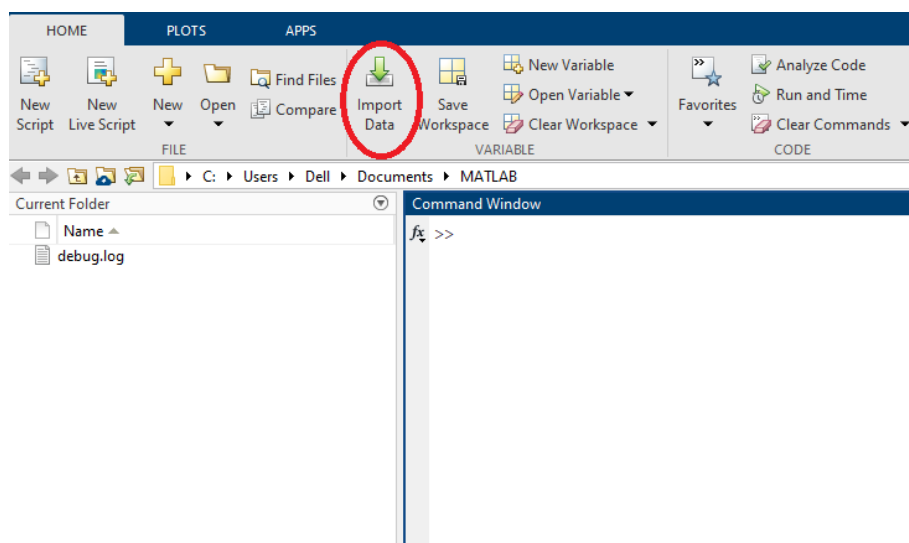 HOME PLOTS APPS
New Script
New Live Script
New
Open
Find Files
Compare
Import Data
Save Workspace
New Variable
Open Variable
Clear Workspace
Favorites
Analyze Code
Run and Time
Clear Commands
FILE VARIABLE CODE
C: Users Dell Documents MATLAB
Current Folder
Name
debug.log
Command Window
fx >>